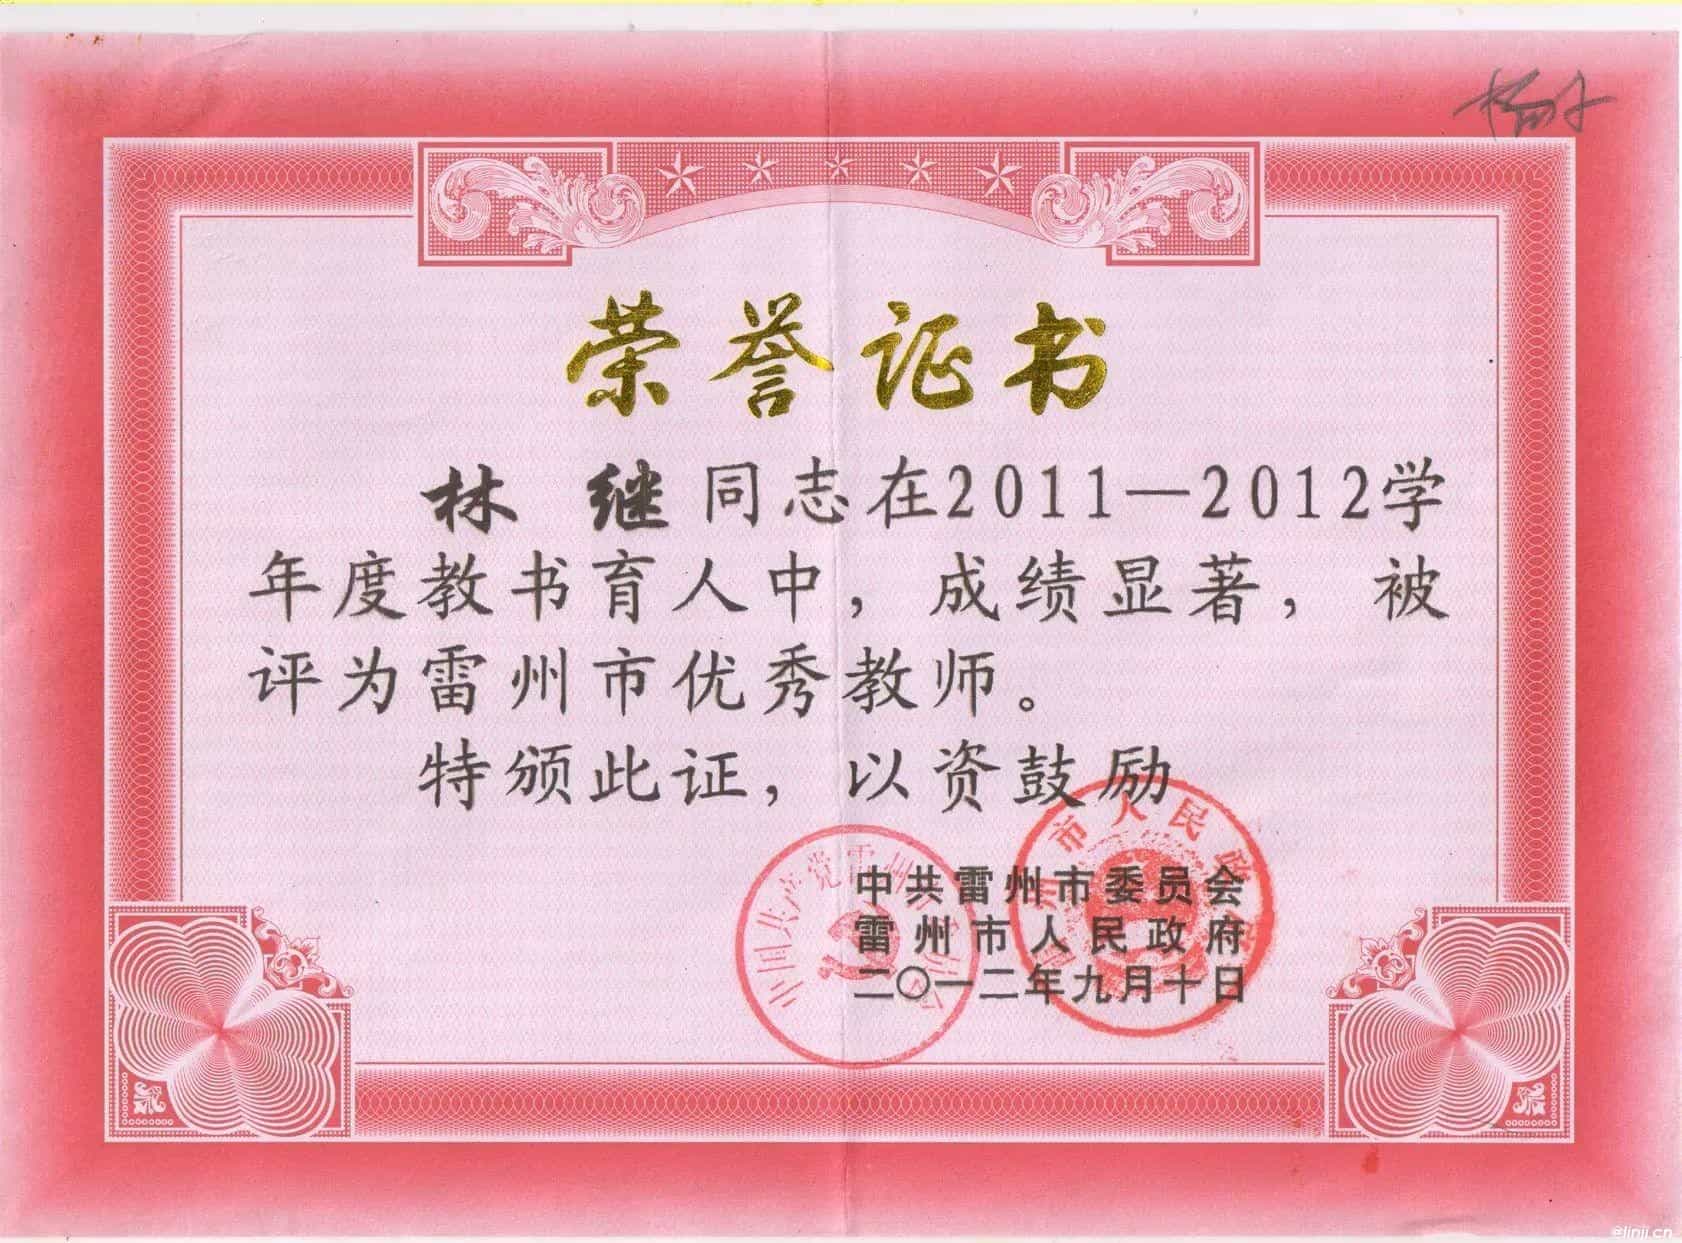 荣誉证书
林 继同志在2011—2012学
年度教书育人中，成绩显著，被
评为雷州市优秀教师。
特颁此证，以资鼓励
中共雷州市委员会
雷州市人民政府
二〇一二年九月十日
中国共产党雷州
市人民政
@linji.cn